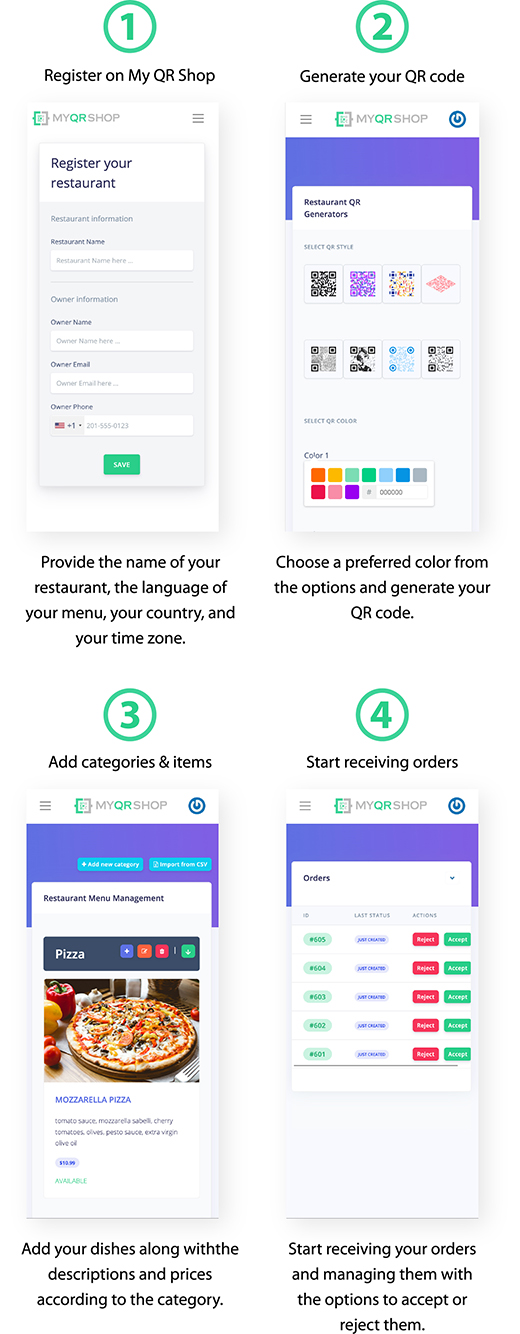 1
Register on My QR Shop
MYQRSHOP
Register your
restaurant
Restaurant information
Restaurant Name
Restaurant Name here ...
Owner information
Owner Name
Owner Name here ...
Owner Email
Owner Email here ...
Owner Phone
+1
201-555-0123
SAVE
Provide the name of your
restaurant, the language of
your menu, your country, and
your time zone.
2
Generate your QR code
MYQRSHOP
Restaurant QR
Generators
SELECT QR STYLE
SELECT QR COLOR
Color 1
# 000000
Choose a preferred color from
the options and generate your
QR code.
3
Add categories & items
MYQRSHOP
+ Add new category
Import from CSV
Restaurant Menu Management
Pizza
MOZZARELLA PIZZA
tomato sauce, mozzarella sabelli, cherry
tomatoes, olives, pesto sauce, extra virgin
olive oil
$10.99
AVAILABLE
Add your dishes along withthe
descriptions and prices
according to the category.
4
Start receiving orders
MYQRSHOP
Orders
ID LAST STATUS ACTIONS
#605 JUST CREATED Reject Accept
#604 JUST CREATED Reject Accept
#603 JUST CREATED Reject Accept
#602 JUST CREATED Reject Accept
#601 JUST CREATED Reject Accept
Start receiving your orders
and managing them with
the options to accept or
reject them.